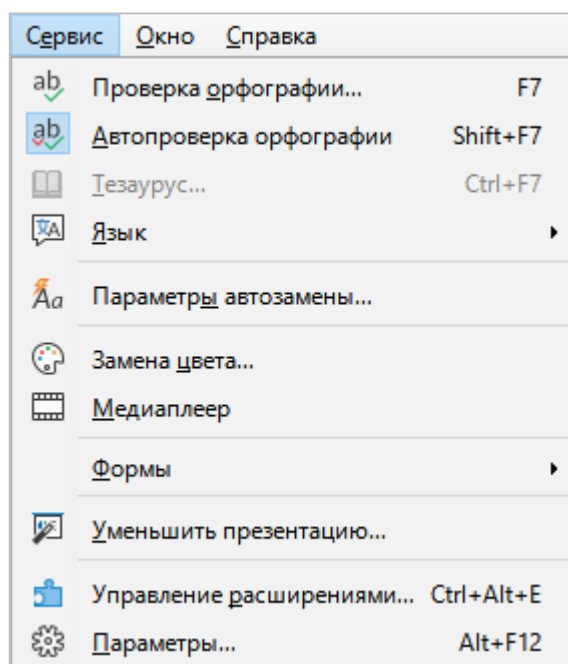 Сервис Окно Справка
Проверка орфографии... F7
Автопроверка орфографии Shift+F7
Тезаурус... Ctrl+F7
Язык
Параметры автозамены...
Замена цвета...
Медиаплеер
Формы
Уменьшить презентацию...
Управление расширениями... Ctrl+Alt+E
Параметры... Alt+F12